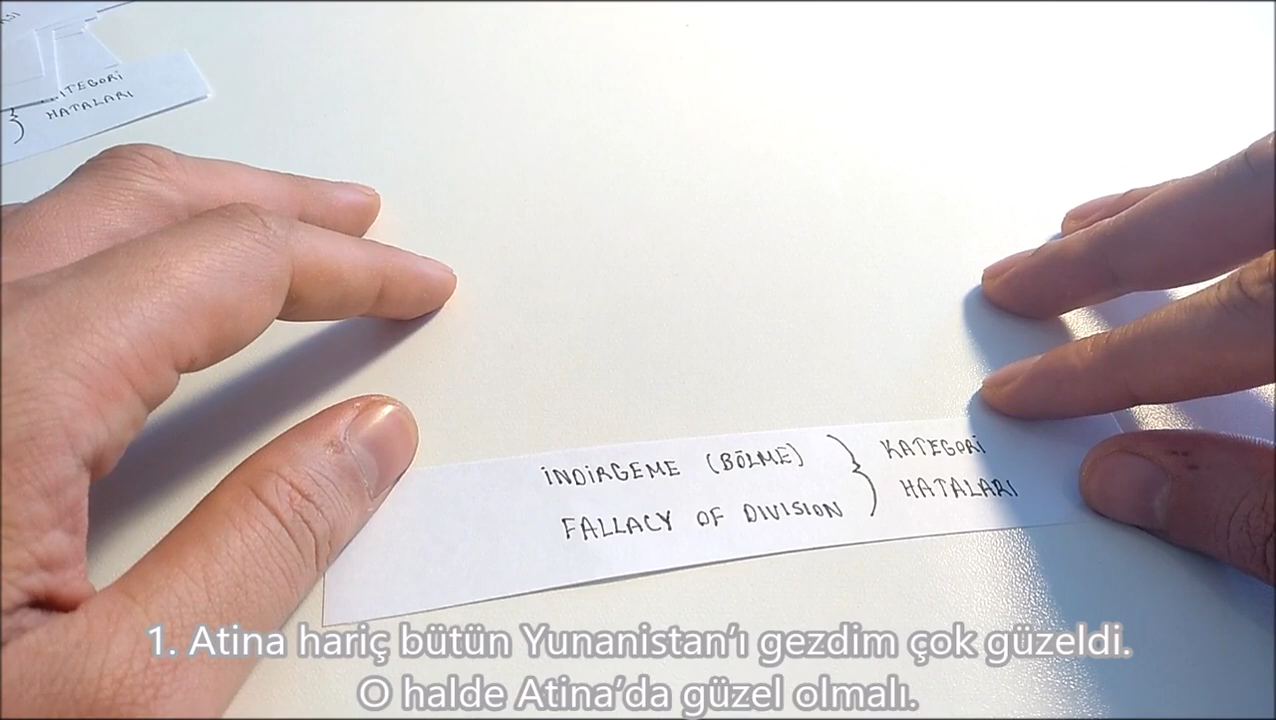 KATEGORİ
HATALARI
İNDİRGEME (BÖLME) } KATEGORİ
FALLACY OF DIVISION HATALARI
1. Atina hariç bütün Yunanistan’ı gezdim çok güzeldi.
O halde Atina’da güzel olmalı.